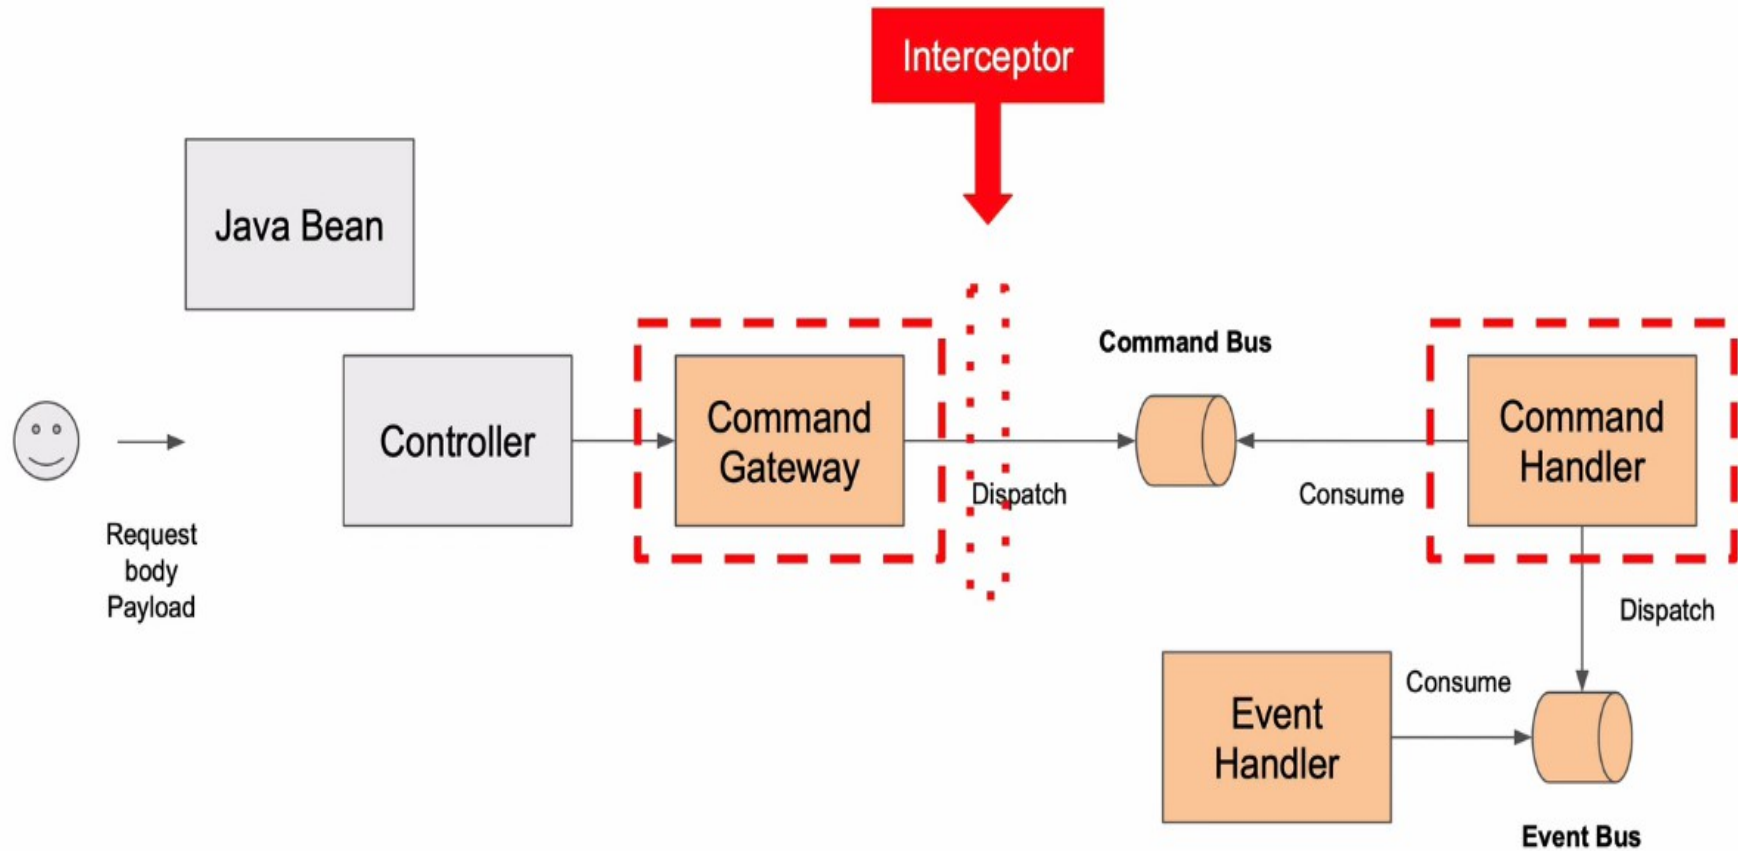 Interceptor
Java Bean
Command Bus
Controller
Command
Gateway
Command
Handler
Dispatch
Consume
Request
body
Payload
Dispatch
Consume
Event
Handler
Event Bus